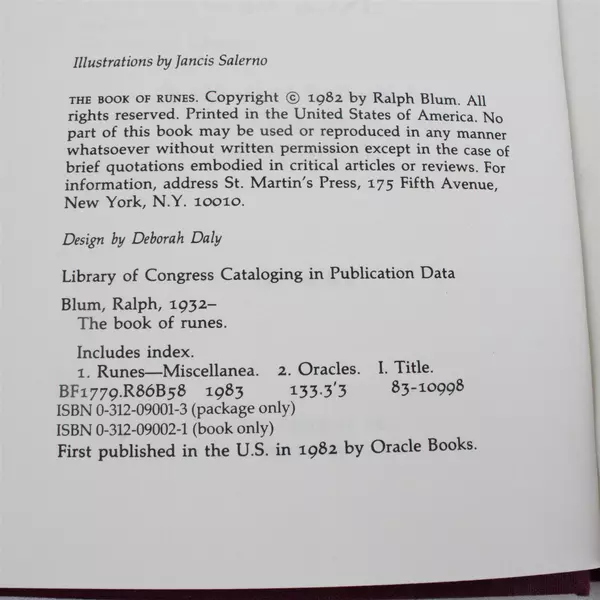 Illustrations by Jancis Salerno
THE BOOK OF RUNES. Copyright © 1982 by Ralph Blum. All
rights reserved. Printed in the United States of America. No
part of this book may be used or reproduced in any manner
whatsoever without written permission except in the case of
brief quotations embodied in critical articles or reviews. For
information, address St. Martin's Press, 175 Fifth Avenue,
New York, N.Y. 10010.
Design by Deborah Daly
Library of Congress Cataloging in Publication Data
Blum, Ralph, 1932–
The book of runes.
Includes index.
1. Runes—Miscellanea. 2. Oracles. I. Title.
BF1779.R86B58 1983 133.3'3 83-10998
ISBN 0-312-09001-3 (package only)
ISBN 0-312-09002-1 (book only)
First published in the U.S. in 1982 by Oracle Books.